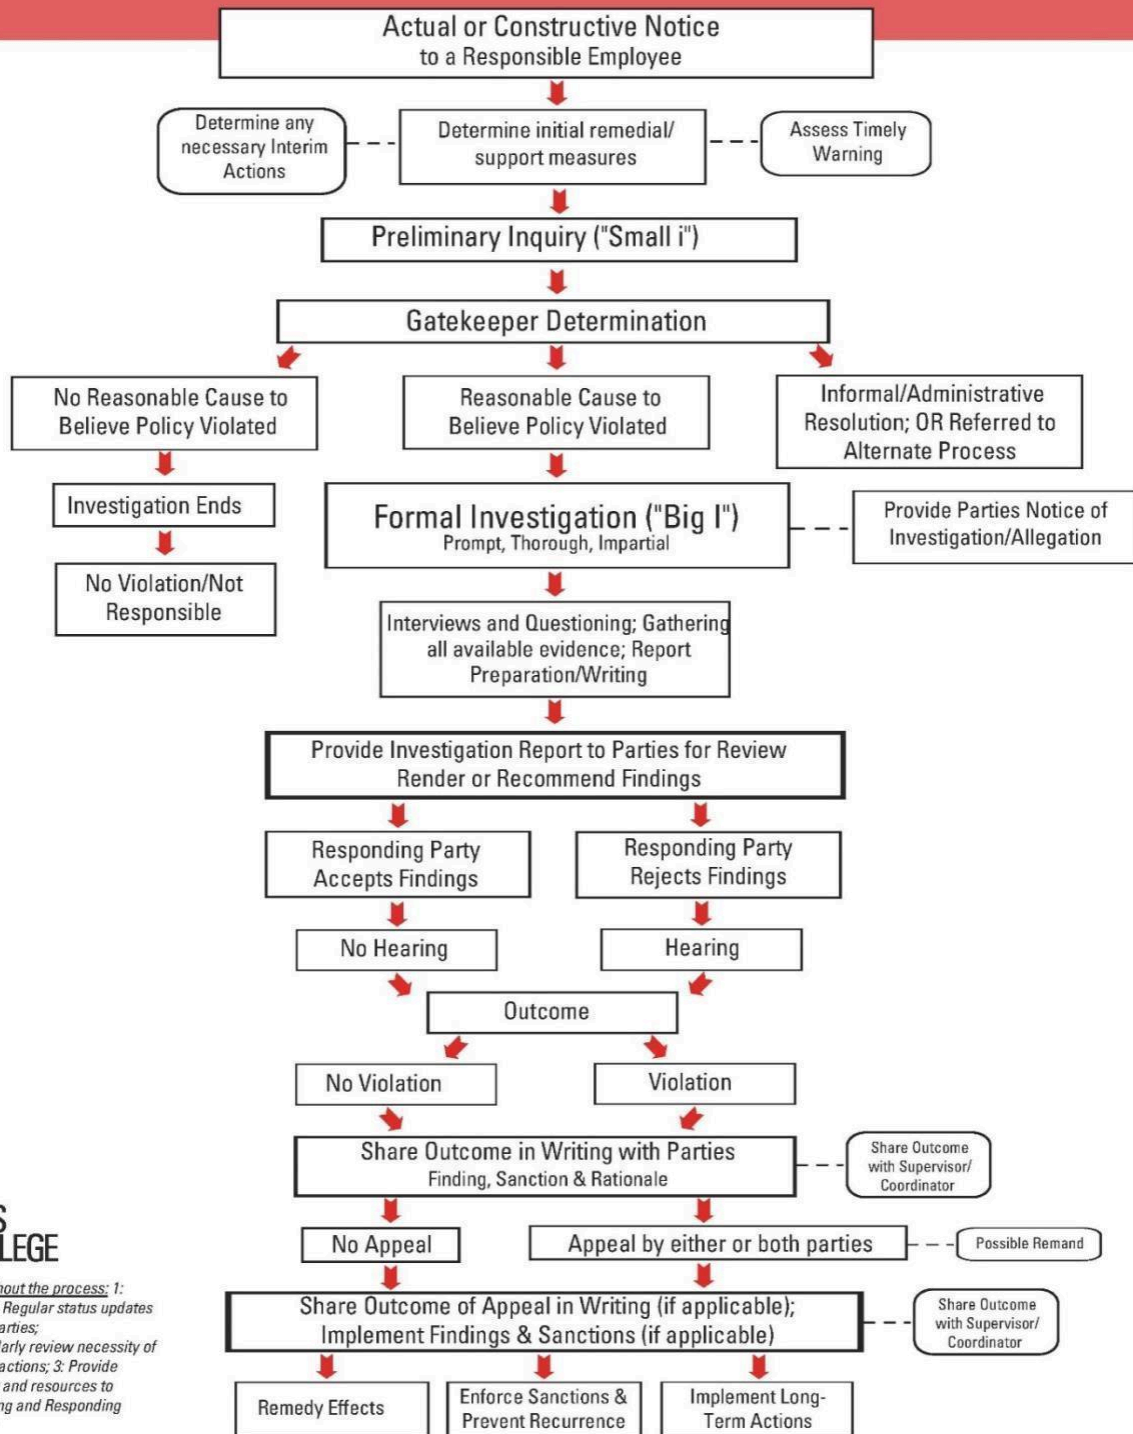 Actual or Constructive Notice
to a Responsible Employee
Determine any
necessary Interim
Actions
Determine initial remedial/
support measures
Assess Timely
Warning
Preliminary Inquiry ("Small i")
Gatekeeper Determination
No Reasonable Cause to
Believe Policy Violated
Reasonable Cause to
Believe Policy Violated
Informal/Administrative
Resolution; OR Referred to
Alternate Process
Investigation Ends
Formal Investigation ("Big I")
Prompt, Thorough, Impartial
Provide Parties Notice of
Investigation/Allegation
No Violation/Not
Responsible
Interviews and Questioning; Gathering
all available evidence; Report
Preparation/Writing
Provide Investigation Report to Parties for Review
Render or Recommend Findings
Responding Party
Accepts Findings
Responding Party
Rejects Findings
No Hearing
Hearing
Outcome
No Violation
Violation
Share Outcome in Writing with Parties
Finding, Sanction & Rationale
Share Outcome
with Supervisor/
Coordinator
No Appeal
Appeal by either or both parties
Possible Remand
Share Outcome of Appeal in Writing (if applicable);
Implement Findings & Sanctions (if applicable)
Share Outcome
with Supervisor/
Coordinator
Remedy Effects
Enforce Sanctions &
Prevent Recurrence
Implement Long-
Term Actions
the process: 1:
Regular status updates
review necessity of
actions; 3: Provide
and resources to
and Responding